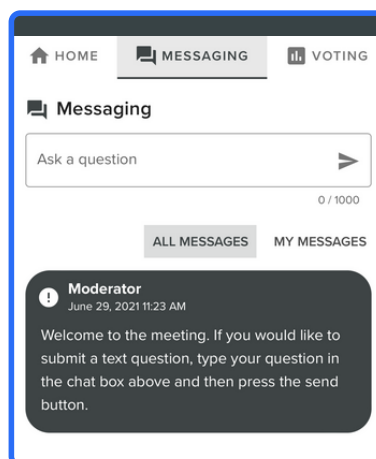 HOME MESSAGING VOTING
Messaging
Ask a question
0 / 1000
ALL MESSAGES MY MESSAGES
Moderator
June 29, 2021 11:23 AM
Welcome to the meeting. If you would like to
submit a text question, type your question in
the chat box above and then press the send
button.